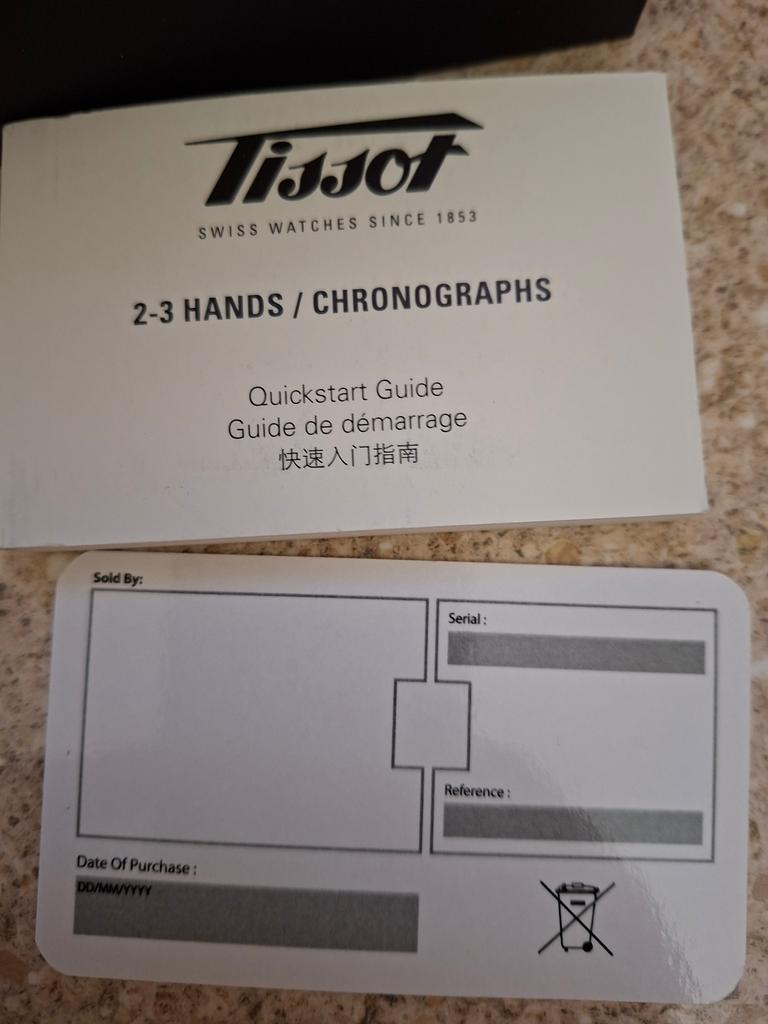 Tissot
SWISS WATCHES SINCE 1853
2-3 HANDS / CHRONOGRAPHS
Quickstart Guide
Guide de démarrage
快速入门指南
Sold By:
Serial :
Reference :
Date Of Purchase :
DD/MM/YYYY